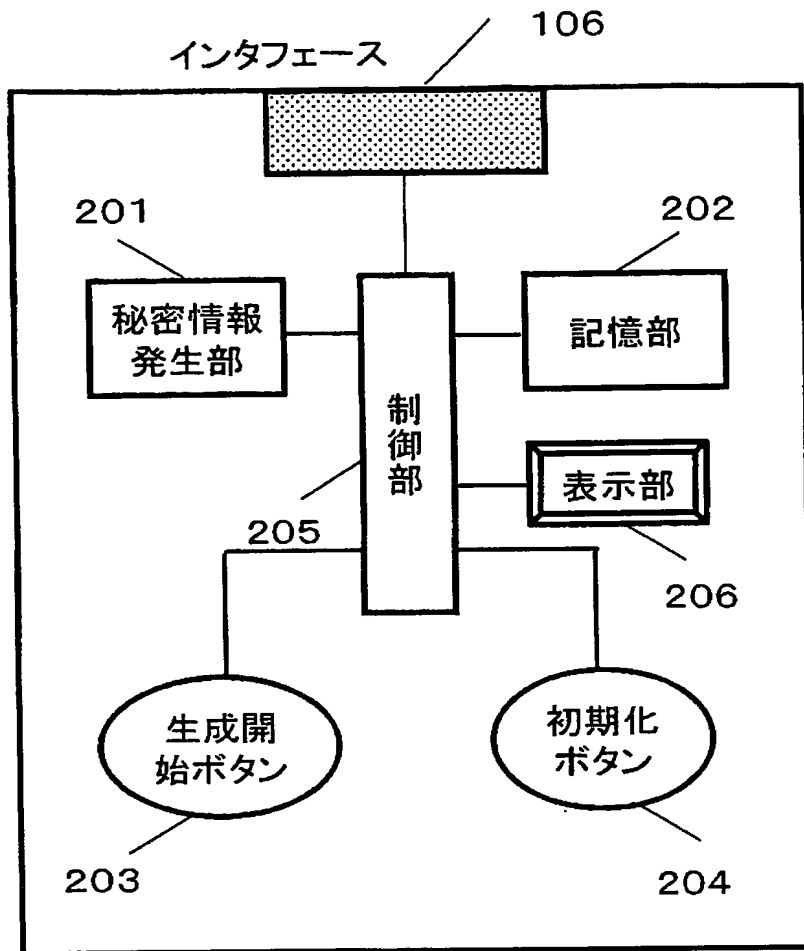 106
インタフェース
201
202
秘密情報
発生部
記憶部
制御部
表示部
205
206
生成開
始ボタン
初期化
ボタン
203
204